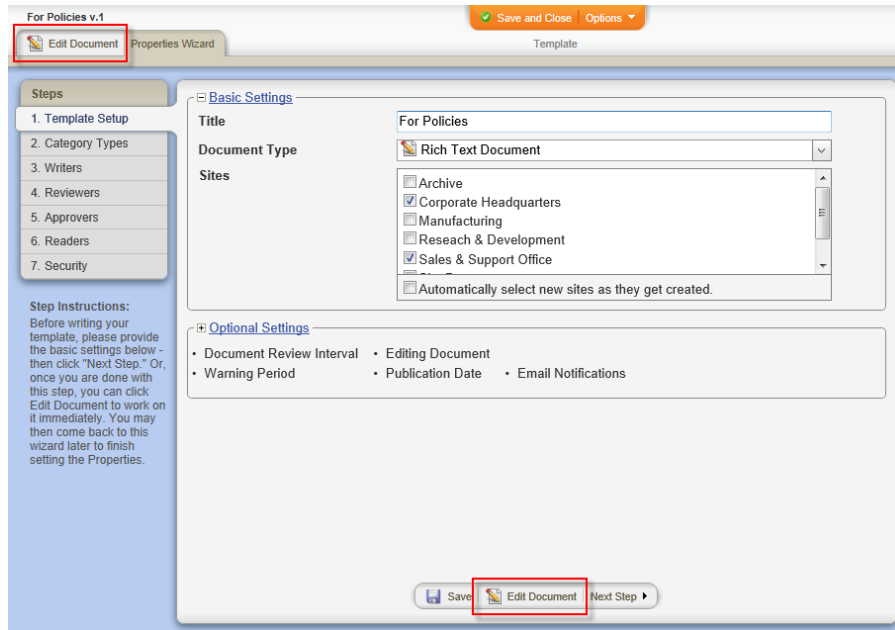 For Policies v.1
Save and Close Options
Edit Document Properties Wizard
Template
Steps
1. Template Setup
2. Category Types
3. Writers
4. Reviewers
5. Approvers
6. Readers
7. Security
Step Instructions:
Before writing your
template, please provide
the basic settings below -
then click "Next Step." Or,
once you are done with
this step, you can click
Edit Document to work on
it immediately. You may
then come back to this
wizard later to finish
setting the Properties.
Basic Settings
Title For Policies
Document Type Rich Text Document
Sites
Archive
Corporate Headquarters
Manufacturing
Reseach & Development
Sales & Support Office
Automatically select new sites as they get created.
Optional Settings
• Document Review Interval • Editing Document
• Warning Period • Publication Date • Email Notifications
Save Edit Document Next Step